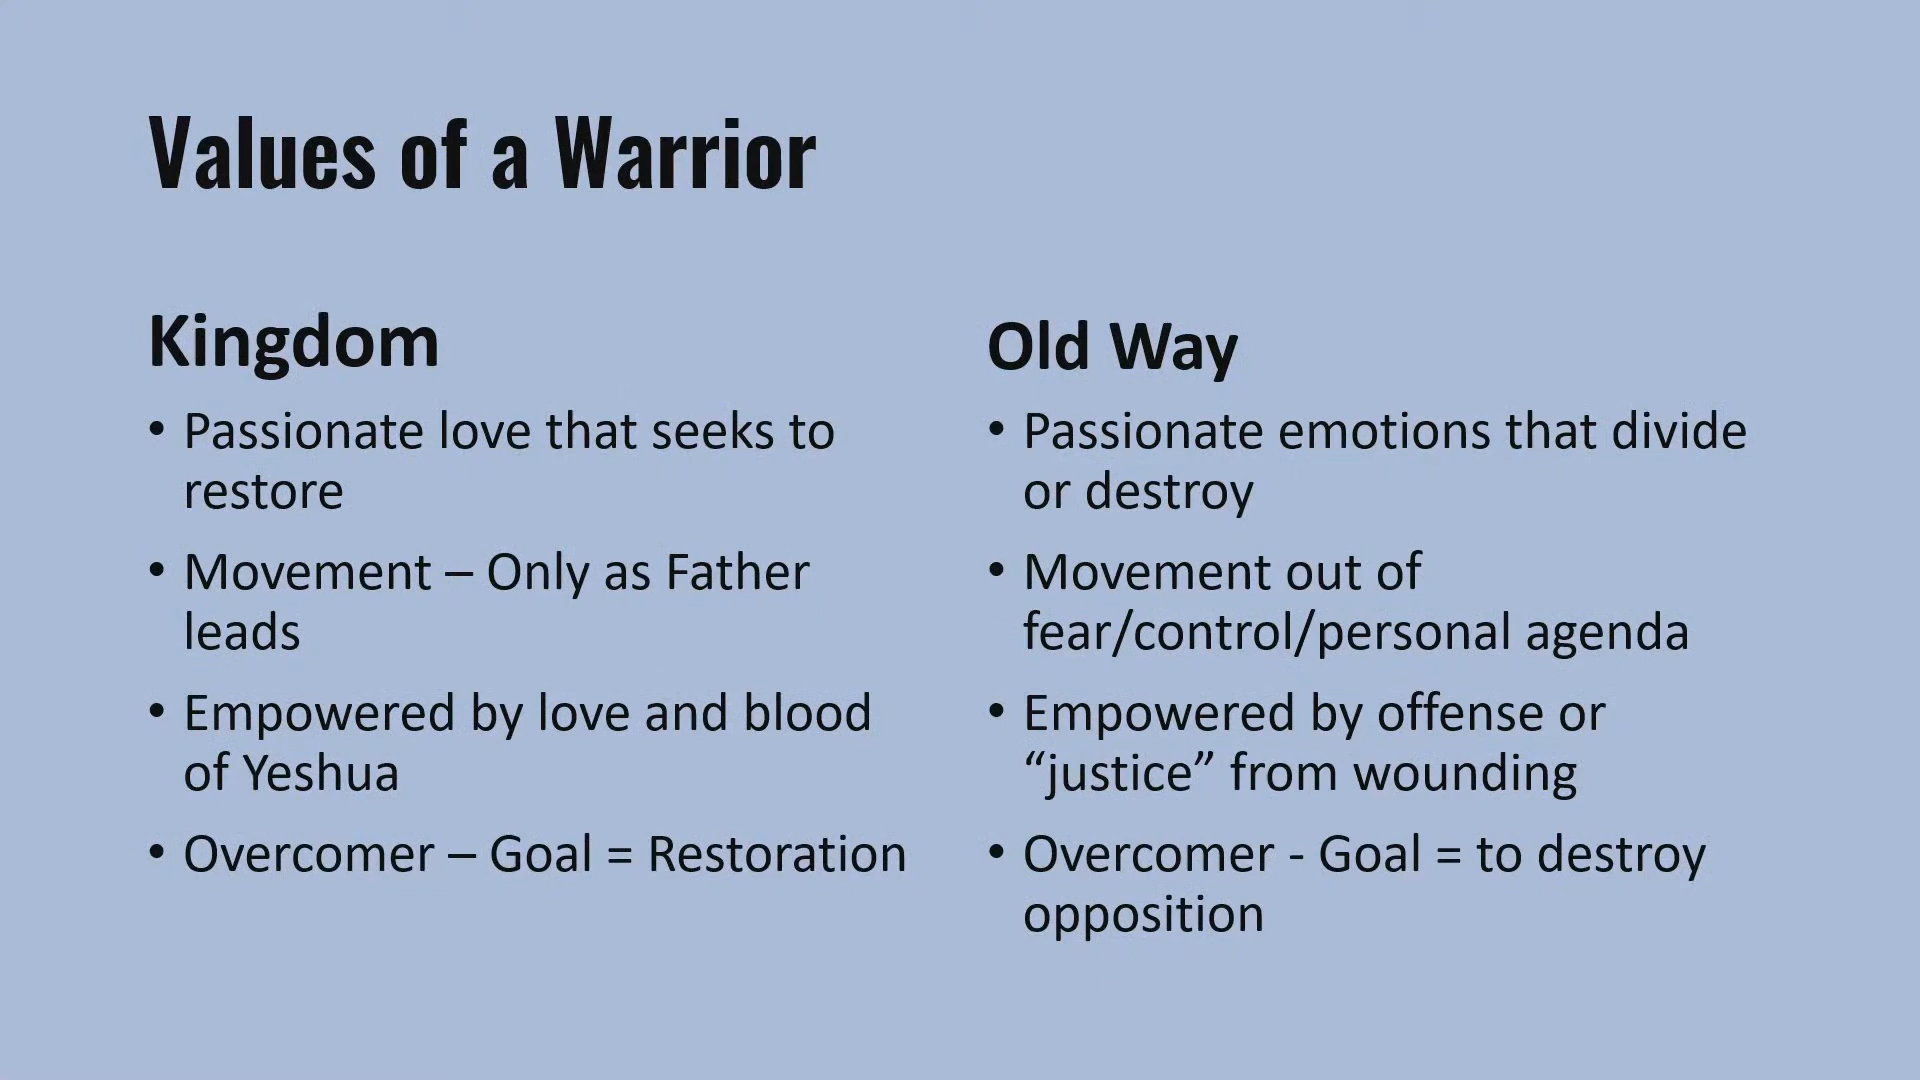 Values of a Warrior
Kingdom
• Passionate love that seeks to
restore
• Movement – Only as Father
leads
• Empowered by love and blood
of Yeshua
• Overcomer – Goal = Restoration
Old Way
• Passionate emotions that divide
or destroy
• Movement out of
fear/control/personal agenda
• Empowered by offense or
“justice” from wounding
• Overcomer - Goal = to destroy
opposition